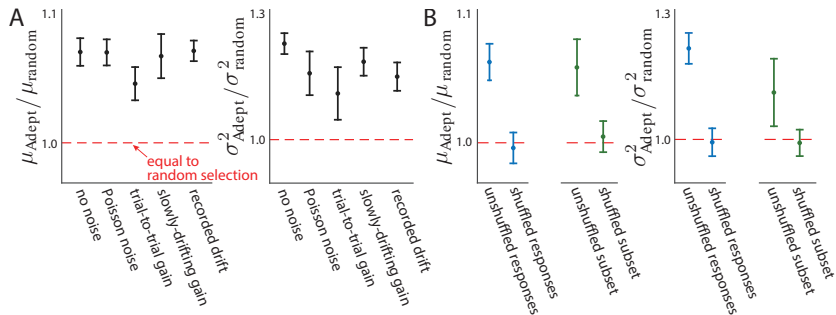 A
μAdept/μrandom
1.1
1.0
equal to
random selection
no noise
Poisson noise
trial-to-trial gain
slowly-drifting gain
recorded drift
σ²Adept/σ²random
1.3
1.0
no noise
Poisson noise
trial-to-trial gain
slowly-drifting gain
recorded drift
B
μAdept/μrandom
1.1
1.0
unshuffled responses
shuffled responses
unshuffled subset
shuffled subset
σ²Adept/σ²random
1.3
1.0
unshuffled responses
shuffled responses
unshuffled subset
shuffled subset